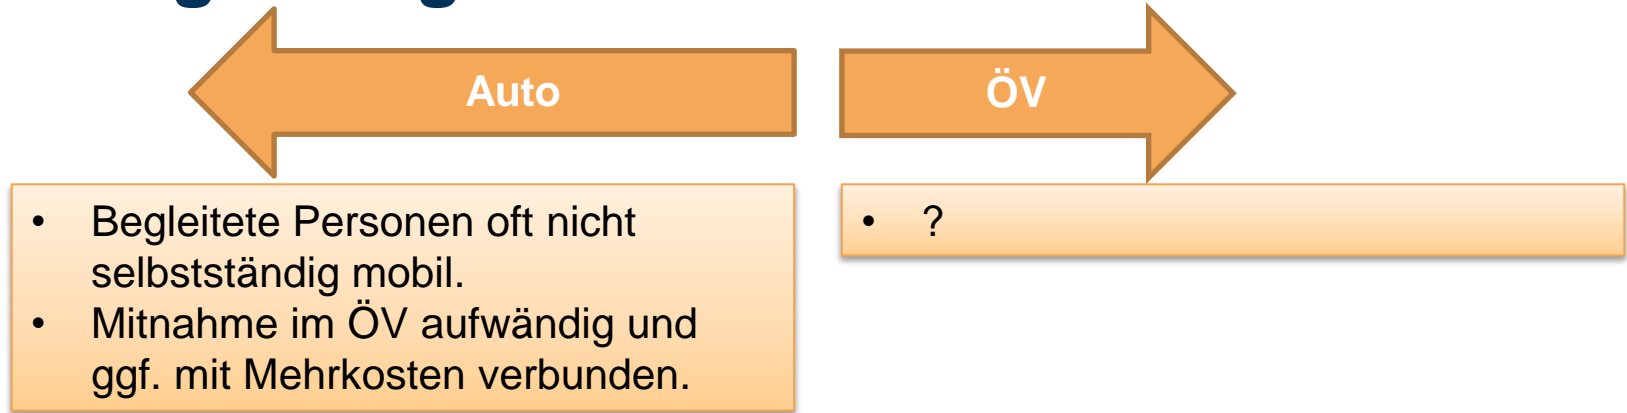 Auto
ÖV
• Begleitete Personen oft nicht
selbstständig mobil.
• Mitnahme im ÖV aufwändig und
ggf. mit Mehrkosten verbunden.
• ?